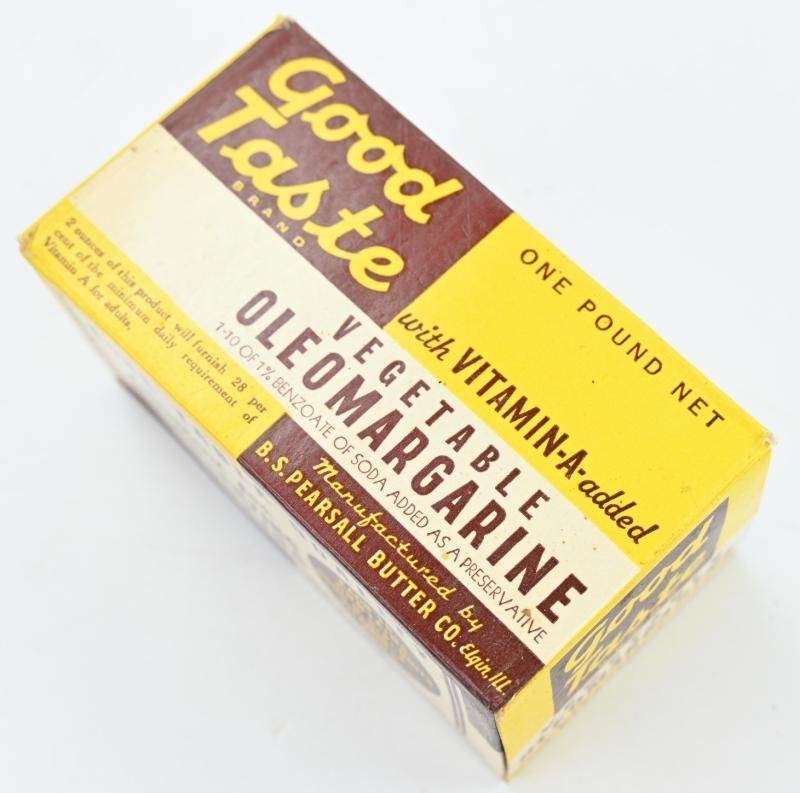 Good
Taste
BRAND
ONE POUND NET
with VITAMIN-A-added
VEGETABLE
OLEOMARGARINE
1-10 OF 1% BENZOATE OF SODA ADDED AS A PRESERVATIVE
2 ounces of this product will furnish 28 per
cent of the minimum daily requirement of
Vitamin A for adults.
Manufactured by
B.S. PEARSALL BUTTER CO. Elgin, Ill.
Good
Taste